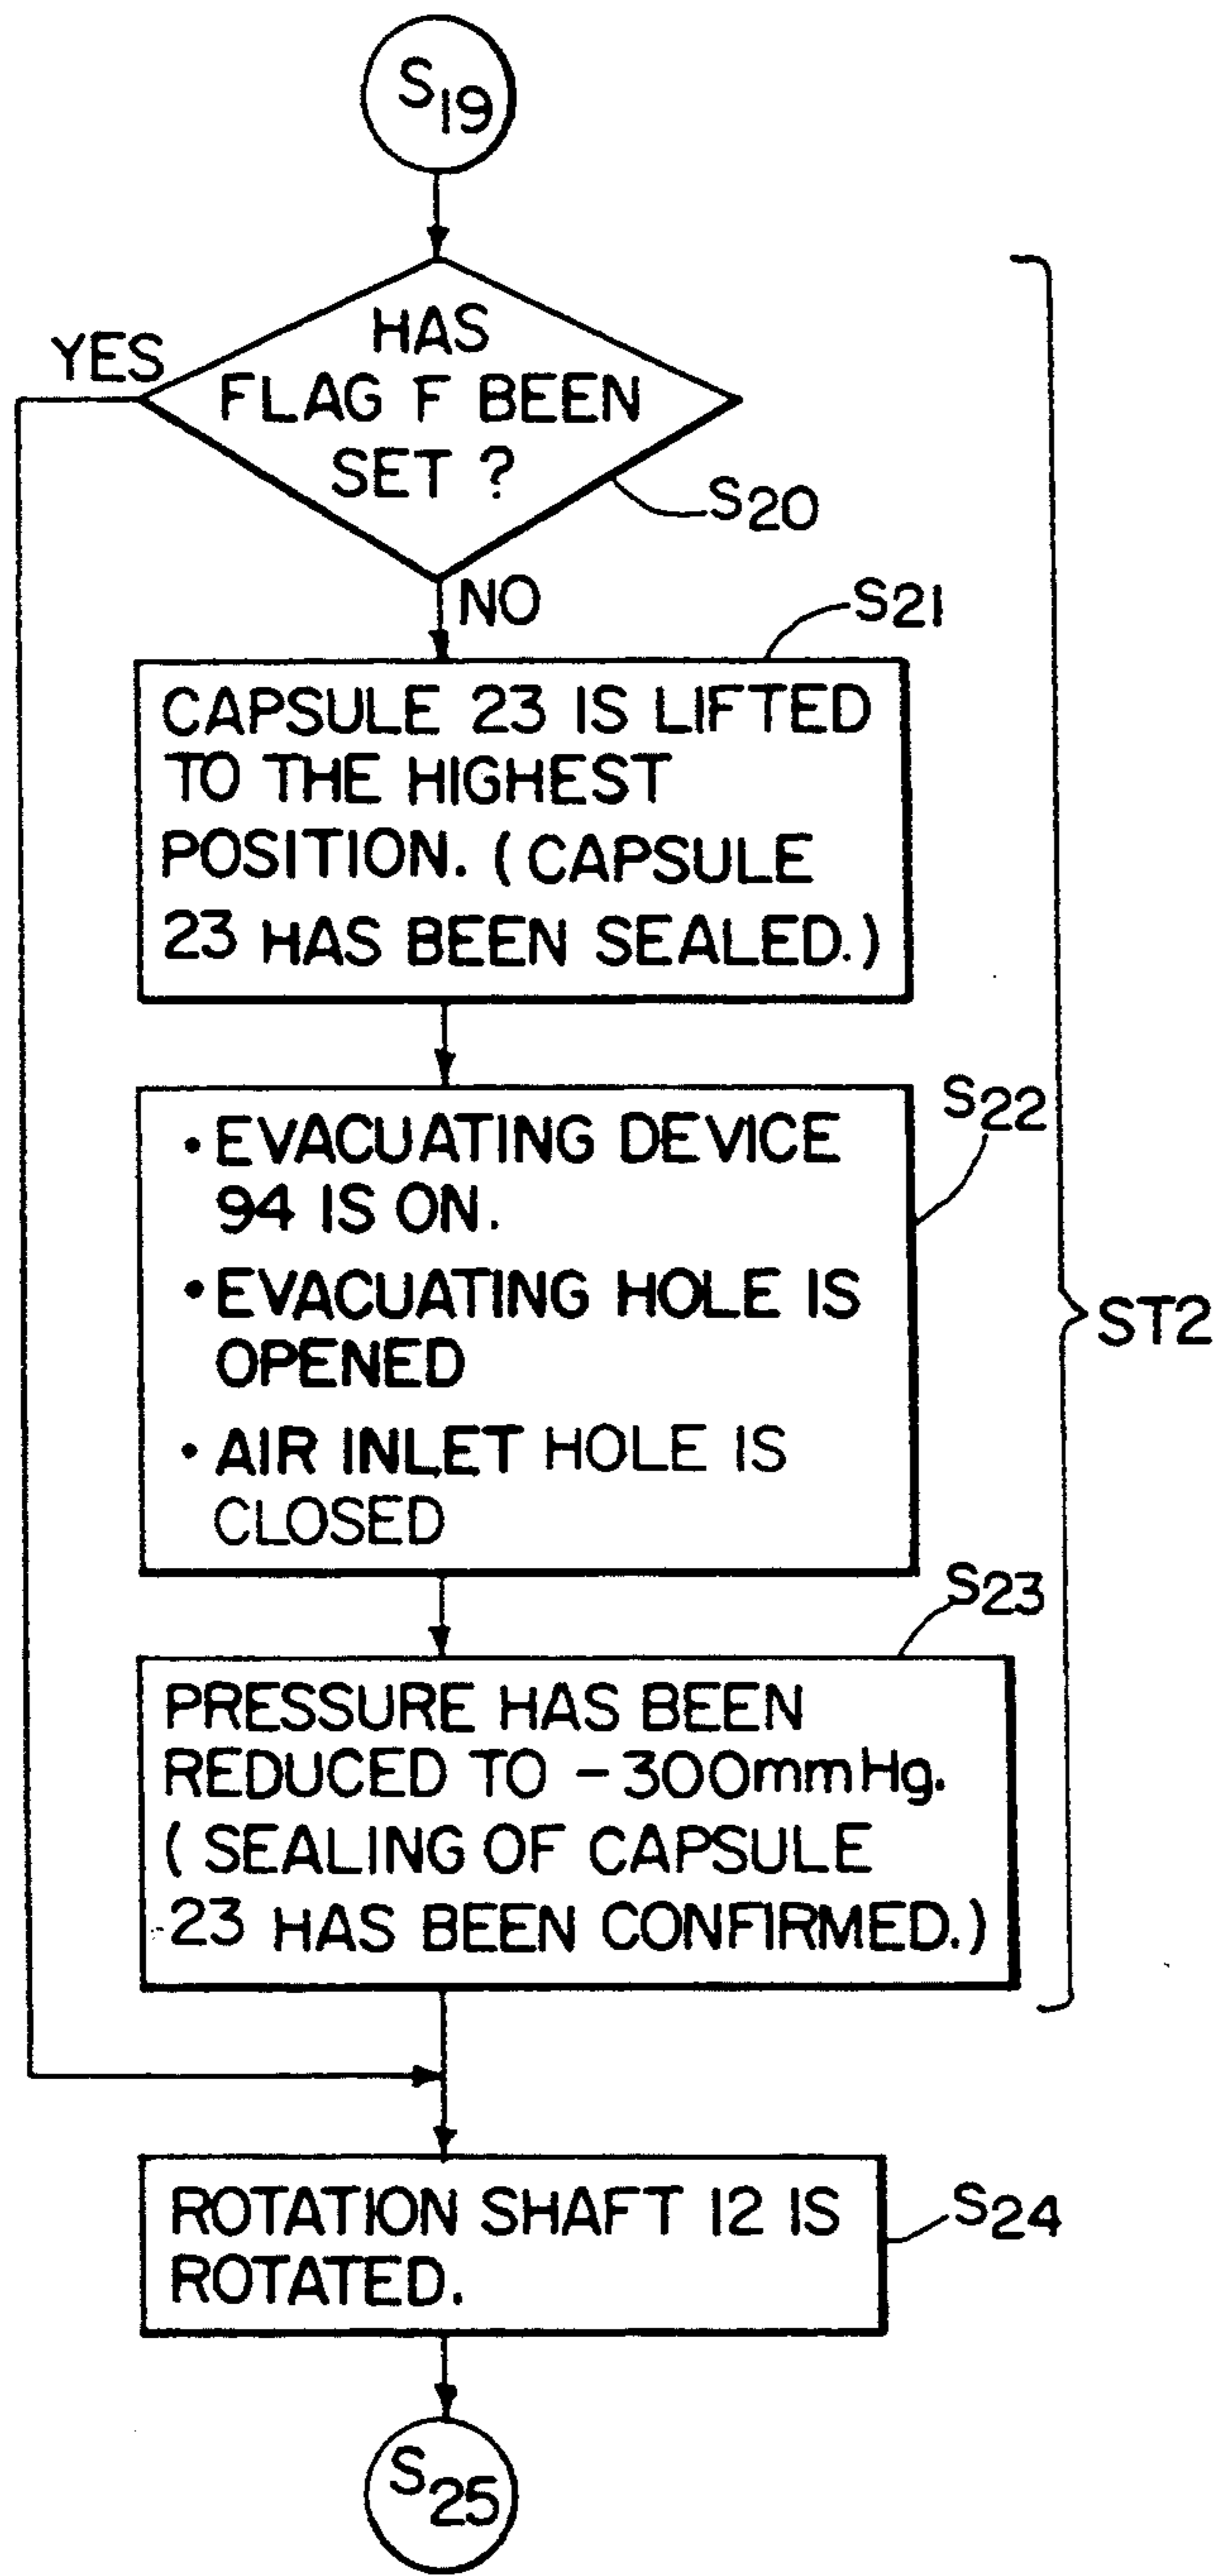 S19
HAS
YES
FLAG F BEEN
SET ?
S20
NO
S21
CAPSULE 23 IS LIFTED
TO THE HIGHEST
POSITION. (CAPSULE
23 HAS BEEN SEALED.)
S22
• EVACUATING DEVICE
94 IS ON.
• EVACUATING HOLE IS
OPENED
ST2
• AIR INLET HOLE IS
CLOSED
S23
PRESSURE HAS BEEN
REDUCED TO -300mmHg.
(SEALING OF CAPSULE
23 HAS BEEN CONFIRMED.)
ROTATION SHAFT 12 IS
ROTATED.
S24
S25